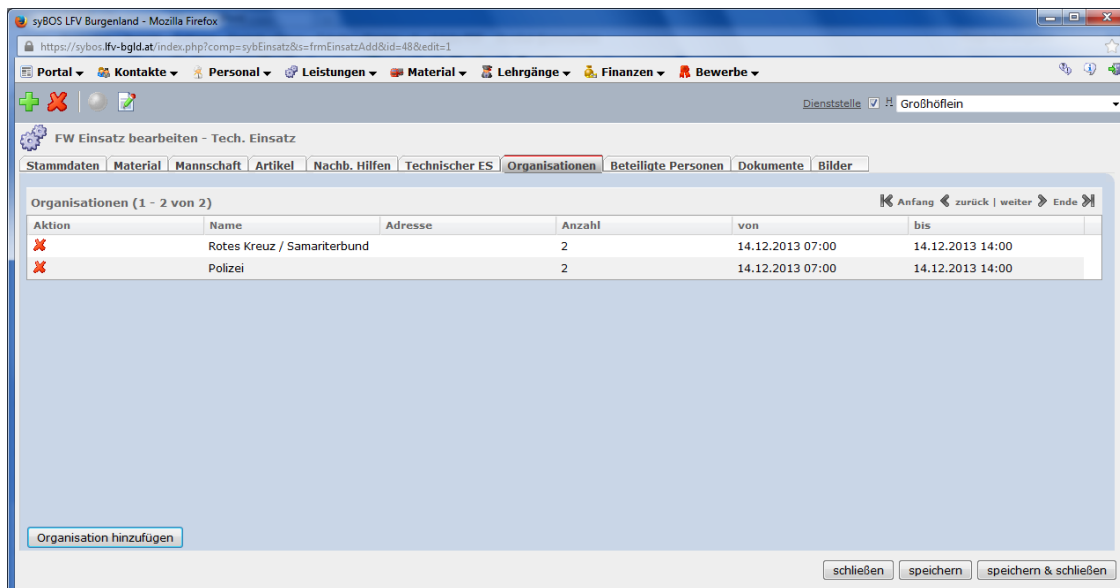 syBOS LFV Burgenland - Mozilla Firefox
https://sybos.lfv-bgld.at/index.php?comp=sybEinsatz&s=frmEinsatzAdd&id=48&edit=1
Portal Kontakte Personal Leistungen Material Lehrgänge Finanzen Bewerbe
Dienststelle H Großhöflein
FW Einsatz bearbeiten - Tech. Einsatz
Stammdaten Material Mannschaft Artikel Nachb. Hilfen Technischer ES Organisationen Beteiligte Personen Dokumente Bilder
Organisationen (1 - 2 von 2) Anfang zurück | weiter Ende
Aktion Name Adresse Anzahl von bis
Rotes Kreuz / Samariterbund 2 14.12.2013 07:00 14.12.2013 14:00
Polizei 2 14.12.2013 07:00 14.12.2013 14:00
Organisation hinzufügen
schließen speichern speichern & schließen